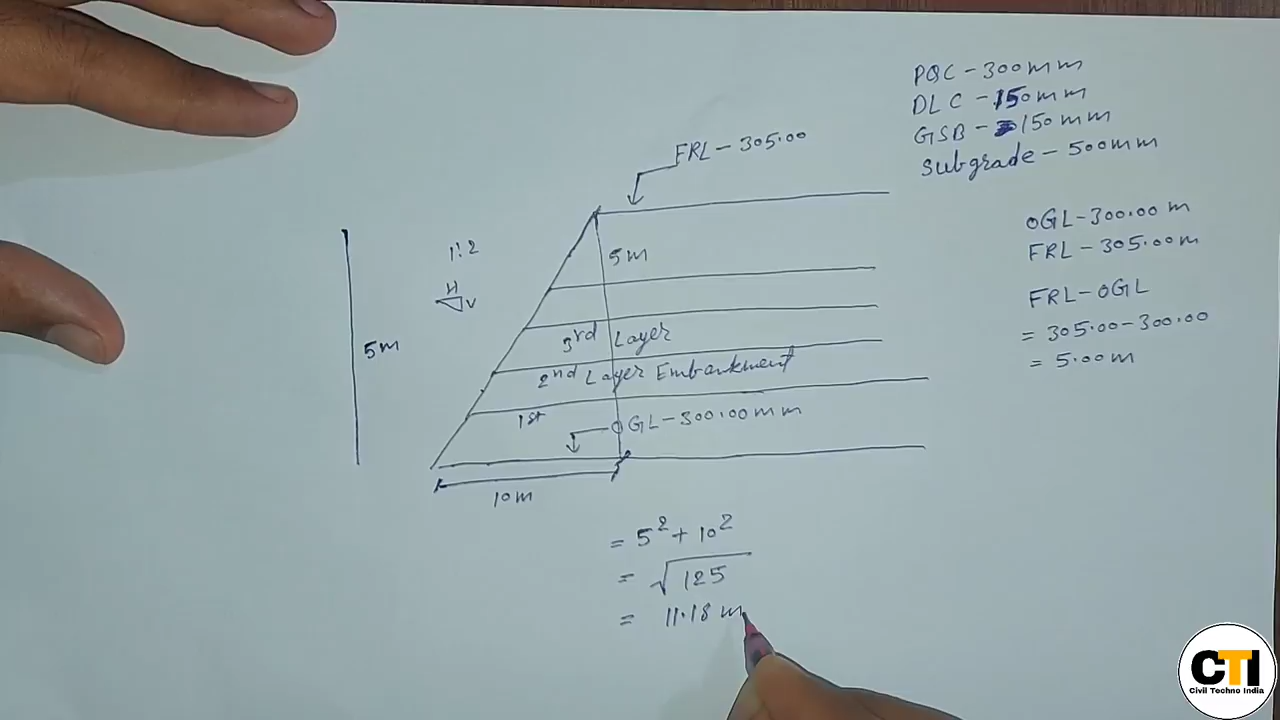 PQC - 300mm
DLC - 150mm
GSB - 150mm
Subgrade - 500mm
FRL - 305.00
OGL - 300.00 m
FRL - 305.00m
FRL - OGL
= 305.00 - 300.00
= 5.00 m
1:2
H
V
5m
5m
3rd Layer
2nd Layer Embankment
1st
OGL - 300.00 mm
10m
= 5² + 10²
= √125
= 11.18 m
CTI
Civil Techno India